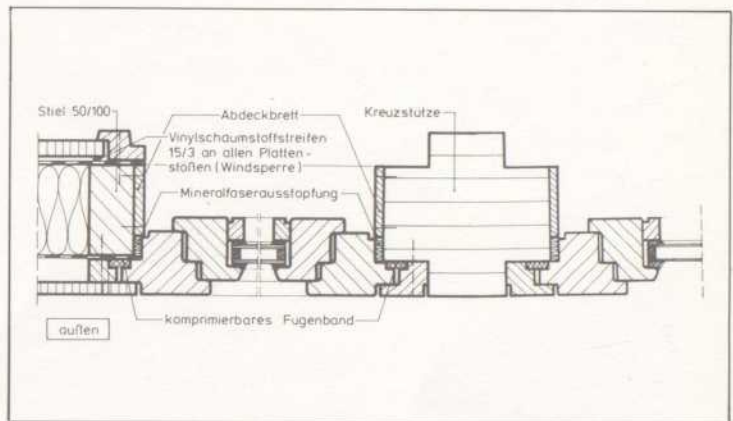 Stiel 50/100
Abdeckbrett
Kreuzstütze
Vinylschaumstoffstreifen
15/3 an allen Platten-
stößen (Windsperre)
Mineralfaserausstopfung
komprimierbares Fugenband
außen